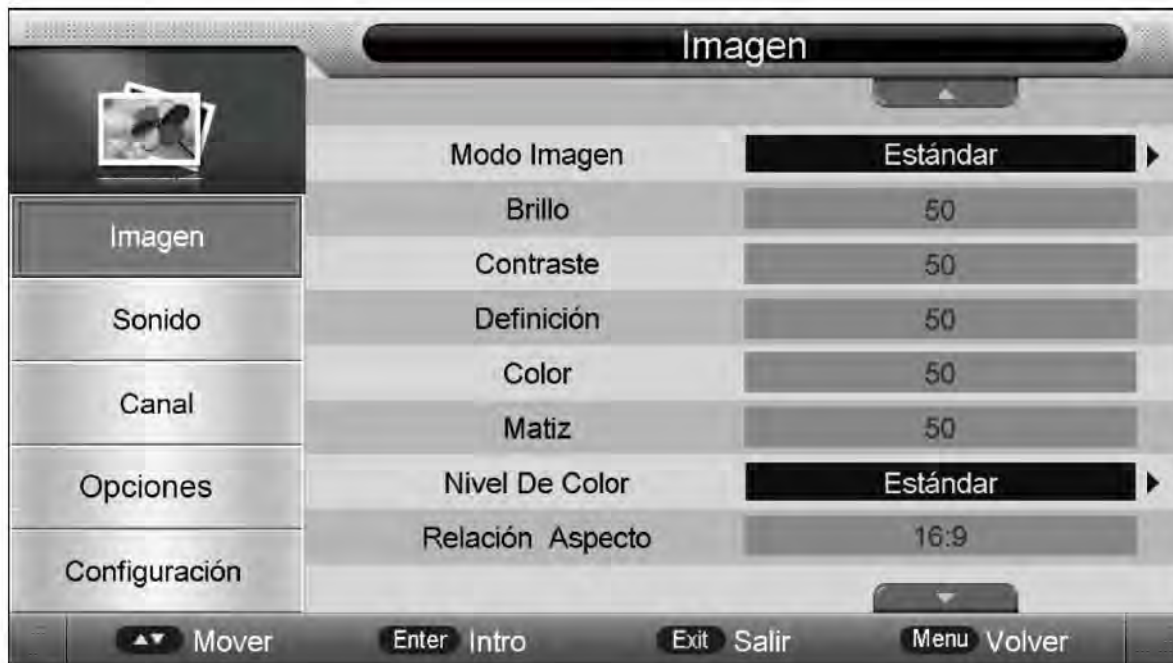 Imagen
Modo Imagen Estándar
Brillo 50
Contraste 50
Definición 50
Color 50
Matiz 50
Nivel De Color Estándar
Relación Aspecto 16:9
Imagen
Sonido
Canal
Opciones
Configuración
Mover Enter Intro Exit Salir Menu Volver